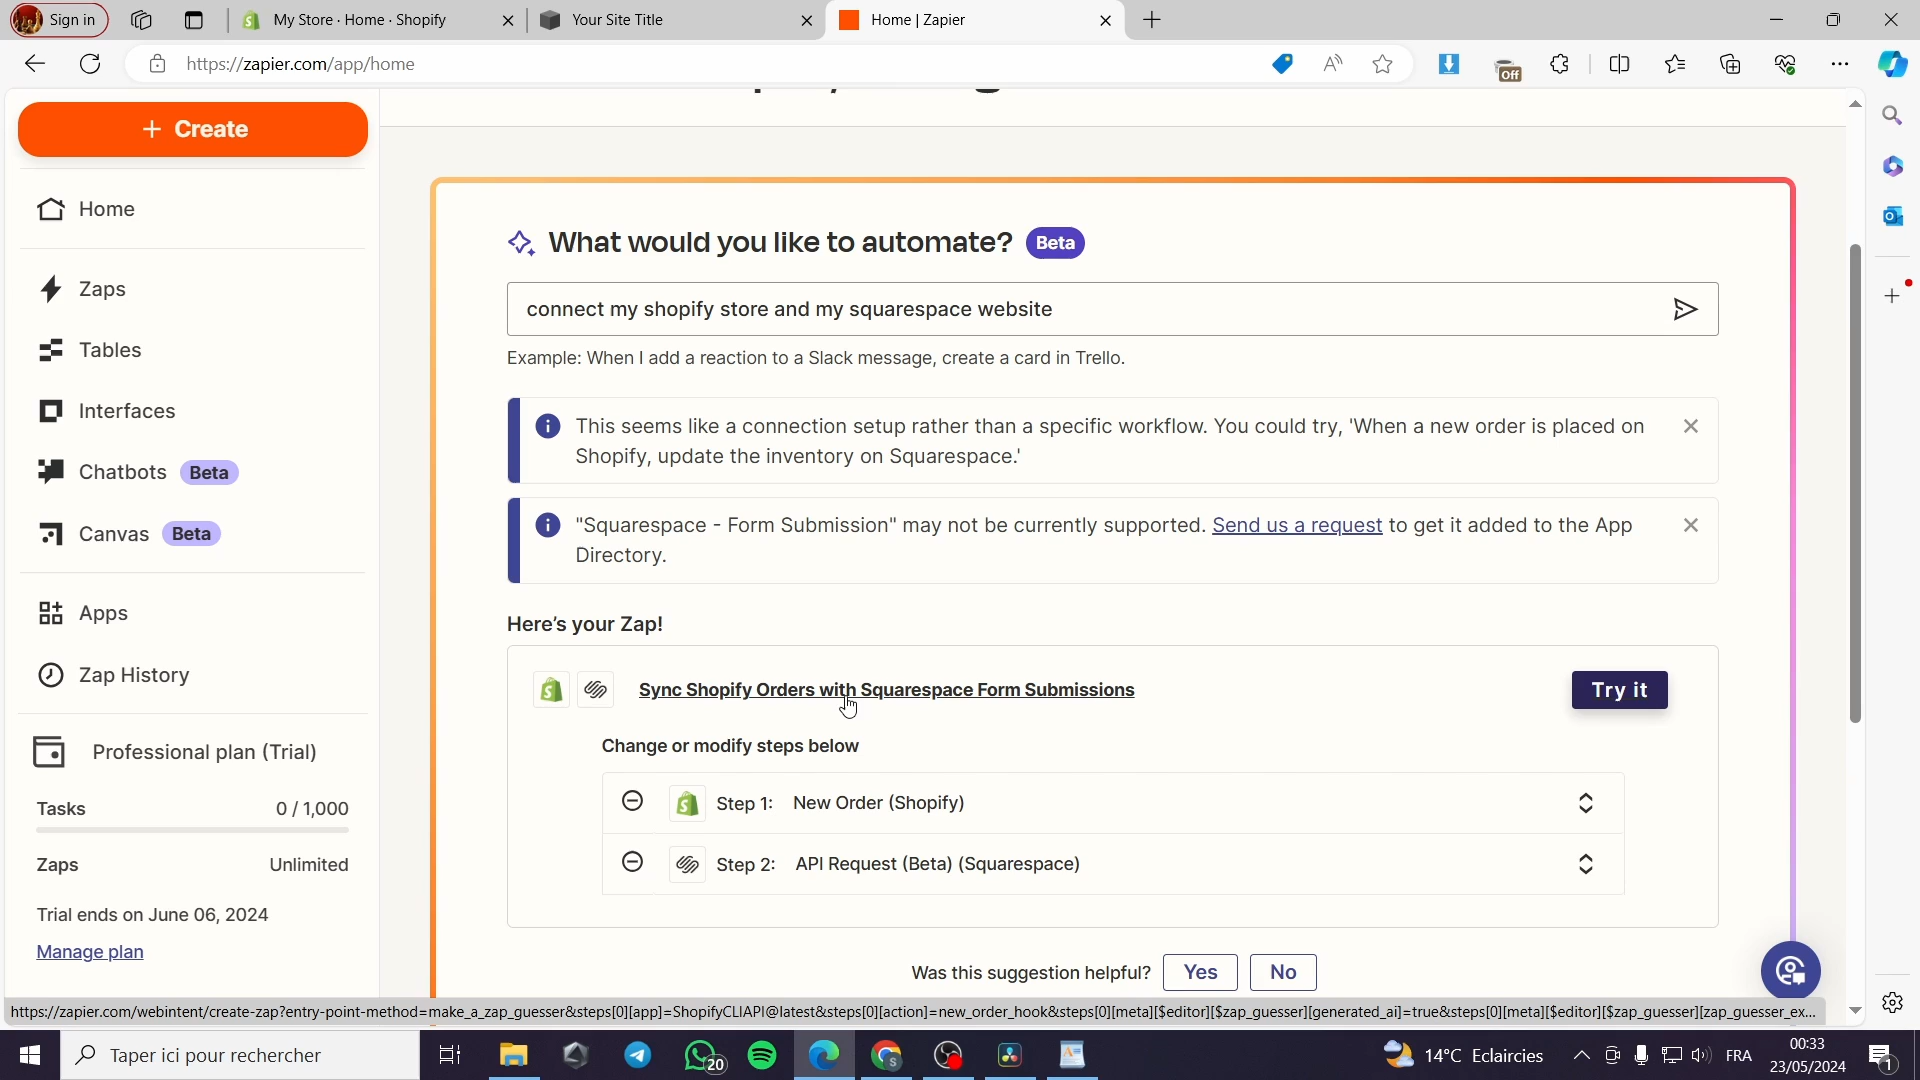 Sign in
My Store · Home · Shopify
Your Site Title
Home | Zapier
https://zapier.com/app/home
Off
+ Create
Home
Zaps
Tables
Interfaces
Chatbots Beta
Canvas Beta
Apps
Zap History
Professional plan (Trial)
Tasks 0 / 1,000
Zaps Unlimited
Trial ends on June 06, 2024
Manage plan
What would you like to automate? Beta
connect my shopify store and my squarespace website
Example: When I add a reaction to a Slack message, create a card in Trello.
This seems like a connection setup rather than a specific workflow. You could try, 'When a new order is placed on
Shopify, update the inventory on Squarespace.'
"Squarespace - Form Submission" may not be currently supported. Send us a request to get it added to the App
Directory.
Here's your Zap!
Sync Shopify Orders with Squarespace Form Submissions
Try it
Change or modify steps below
Step 1: New Order (Shopify)
Step 2: API Request (Beta) (Squarespace)
Was this suggestion helpful? Yes No
https://zapier.com/webintent/create-zap?entry-point-method=make_a_zap_guesser&steps[0][app]=ShopifyCLIAPI@latest&steps[0][action]=new_order_hook&steps[0][meta][$editor][$zap_guesser][generated_ai]=true&steps[0][meta][$editor][$zap_guesser][zap_guesser_ex...
Taper ici pour rechercher
20
14°C Eclaircies
FRA
00:33
23/05/2024
1